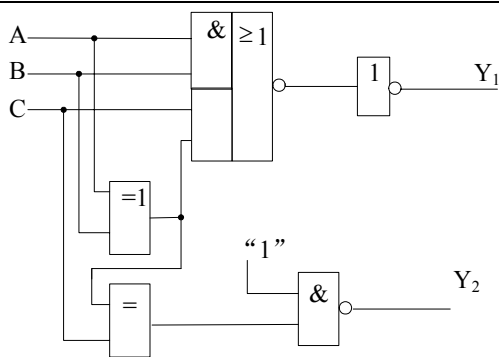 A
B
C
&
≥1
1
Y₁
=1
“1”
=
&
Y₂